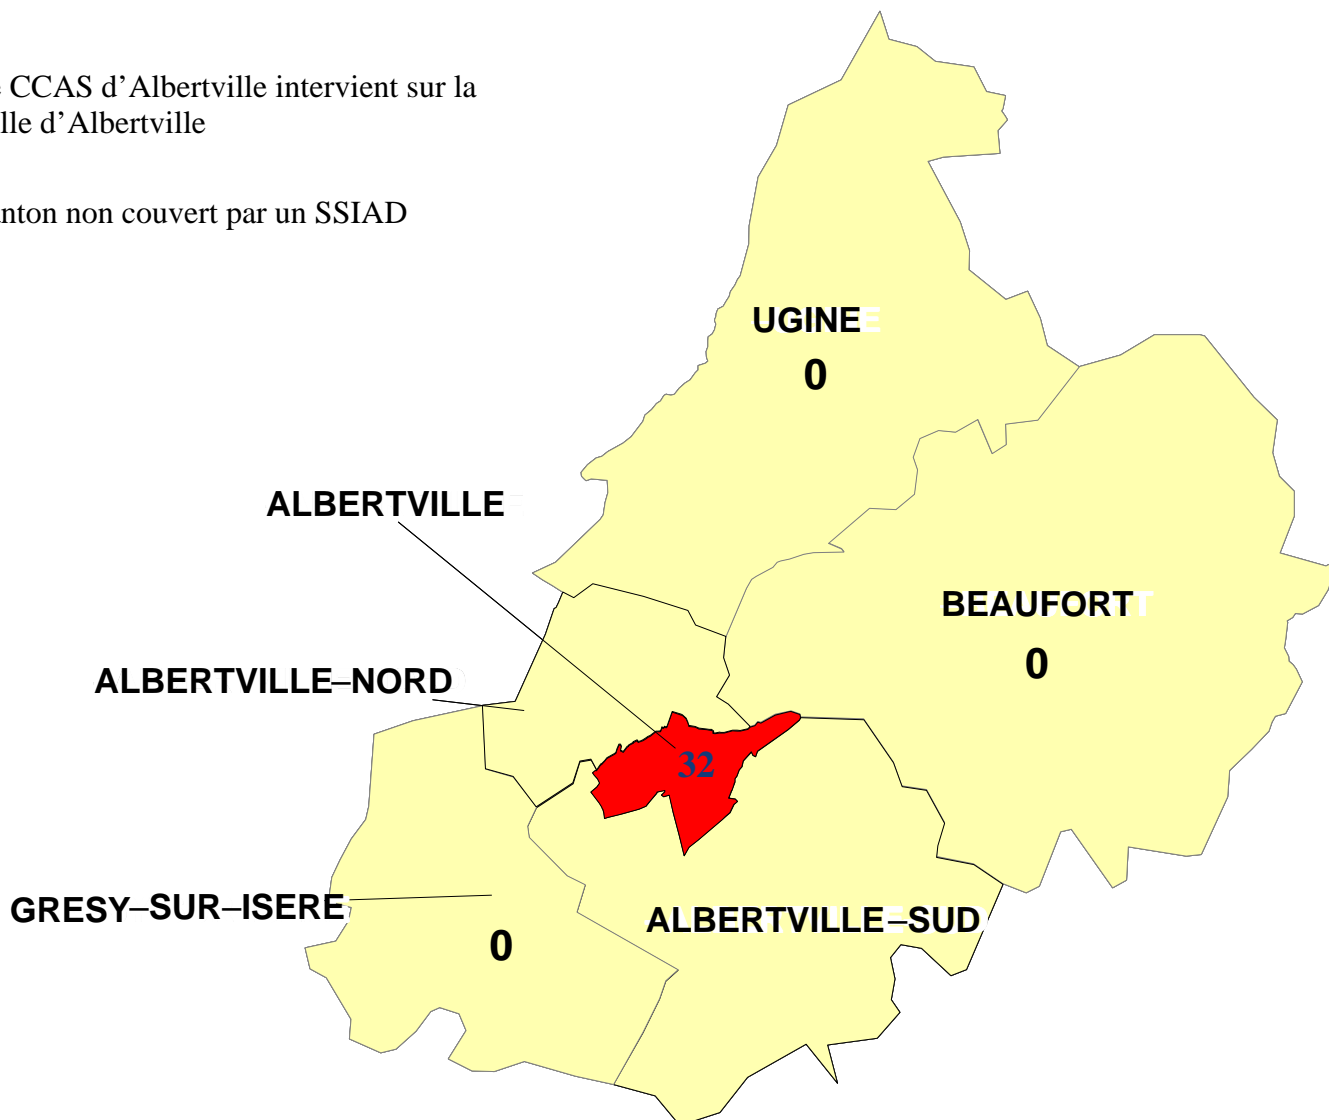 CCAS d’Albertville intervient sur la
lle d’Albertville
nton non couvert par un SSIAD
UGINE
0
ALBERTVILLE
BEAUFORT
0
ALBERTVILLE–NORD
32
GRESY–SUR–ISERE
ALBERTVILLE–SUD
0